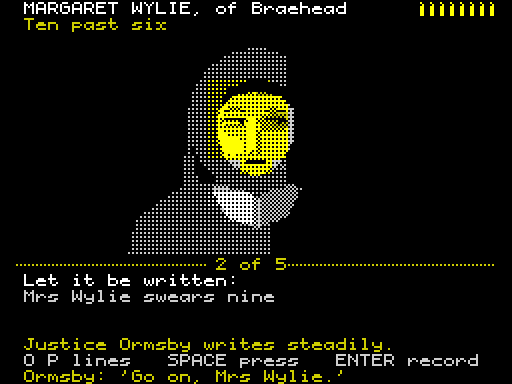 MARGARET WYLIE, of Braehead
Ten past six
2 of 5
Let it be written:
Mrs Wylie swears nine
Justice Ormsby writes steadily.
O P lines   SPACE press   ENTER record
Ormsby: 'Go on, Mrs Wylie.'